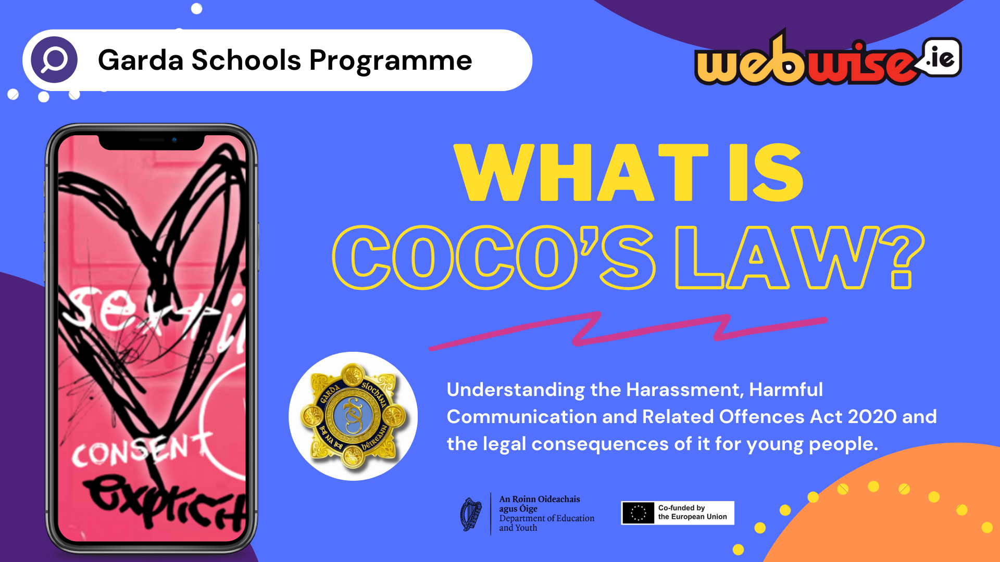 Garda Schools Programme
webwise.ie
WHAT IS
COCO'S LAW?
sexti
CONSENT
explicit
GARDA SÍOCHÁNA
NA HÉIREANN
Understanding the Harassment, Harmful
Communication and Related Offences Act 2020 and
the legal consequences of it for young people.
An Roinn Oideachais
agus Óige
Department of Education
and Youth
Co-funded by
the European Union